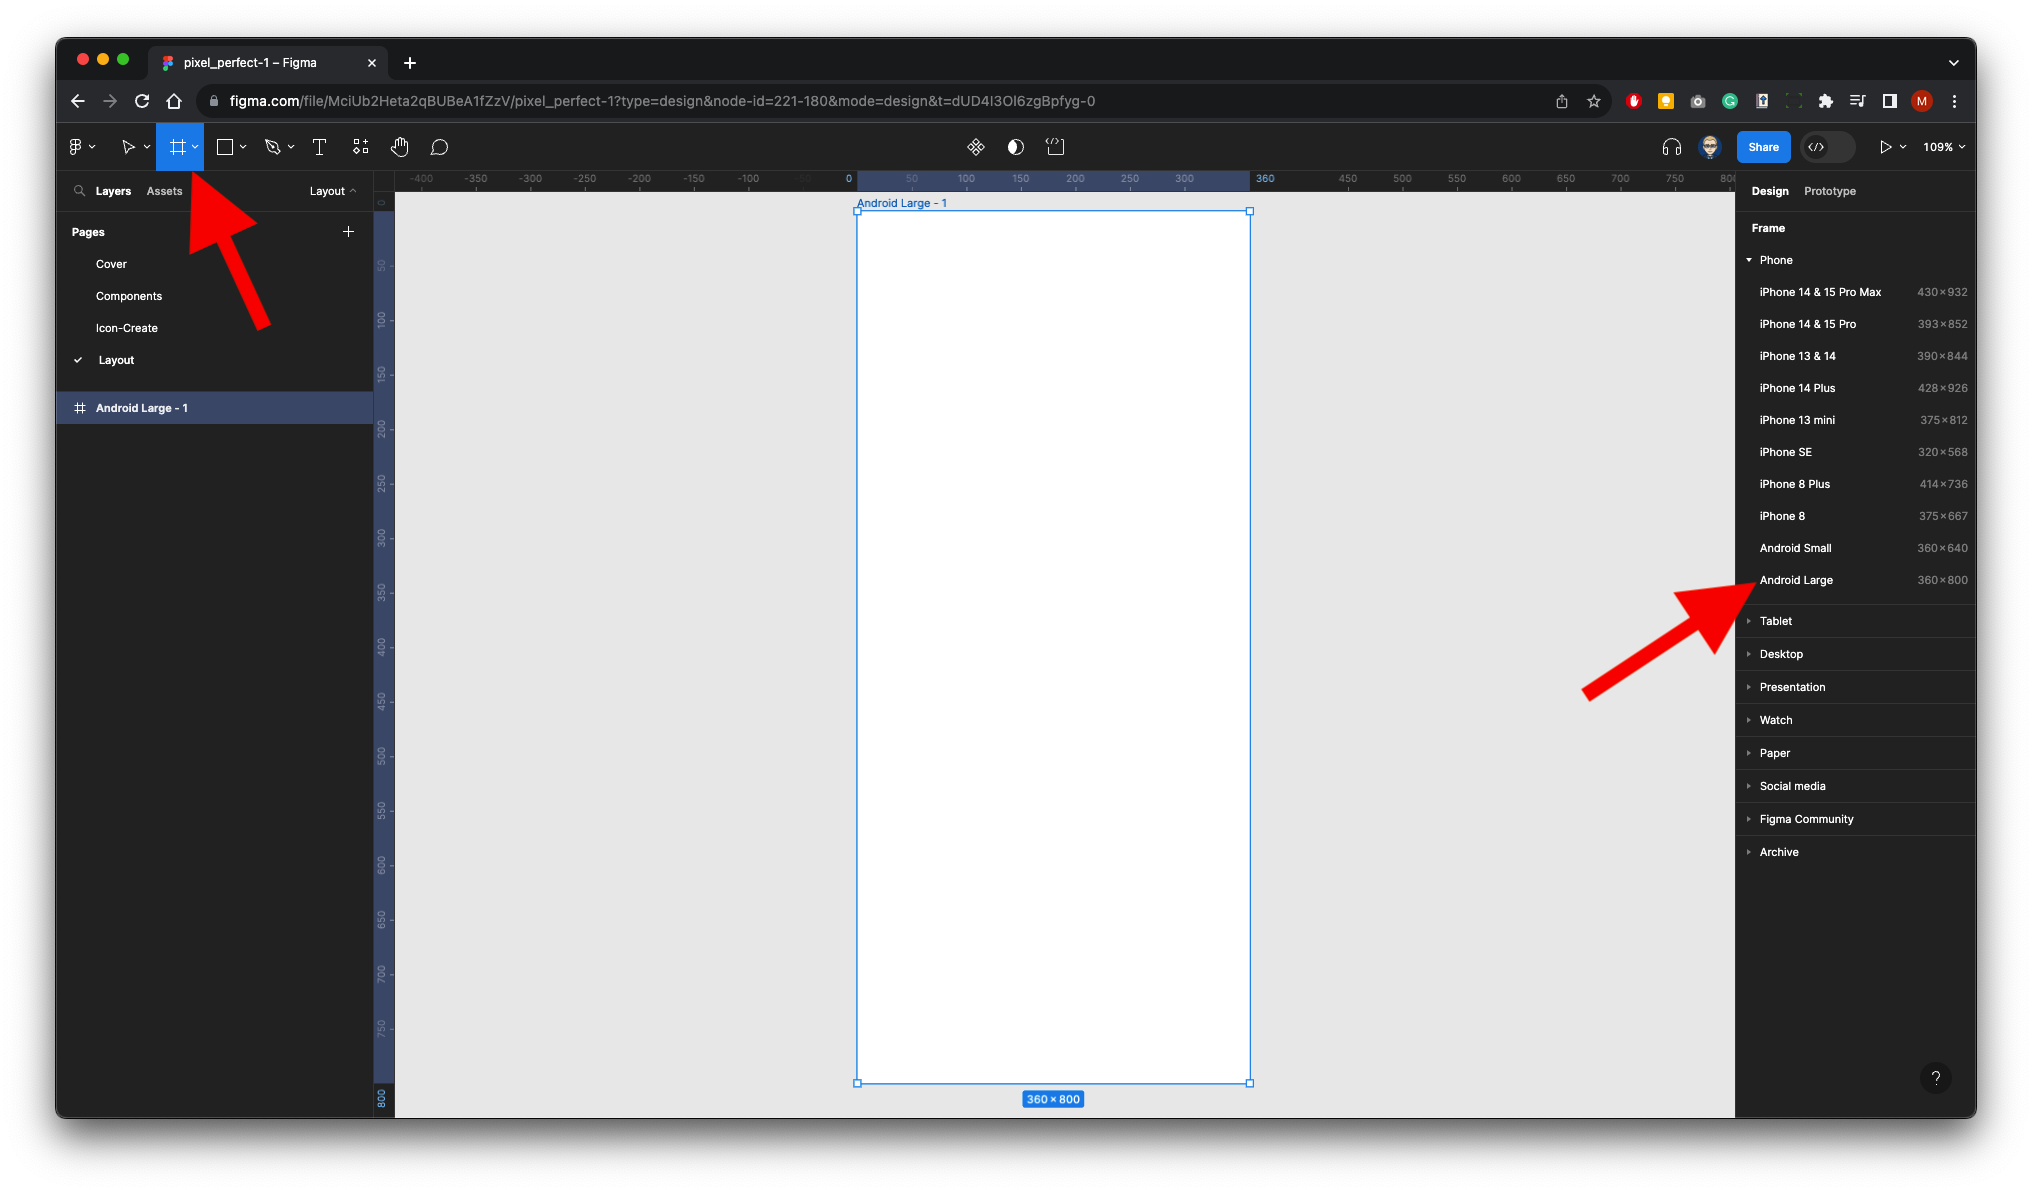 pixel_perfect-1 – Figma
figma.com/file/MciUb2Heta2qBUBeA1fZzV/pixel_perfect-1?type=design&node-id=221-180&mode=design&t=dUD4I3Ol6zgBpfyg-0
M
Share
109%
Layers Assets Layout
-400 -350 -300 -250 -200 -150 -100 0 50 100 150 200 250 300 360 450 500 550 600 650 700 750 800
Design Prototype
Pages
Cover
Components
Icon-Create
Layout
Android Large - 1
0
50
100
150
200
250
300
350
400
450
500
550
600
650
700
750
800
Android Large - 1
360 × 800
Frame
Phone
iPhone 14 & 15 Pro Max 430×932
iPhone 14 & 15 Pro 393×852
iPhone 13 & 14 390×844
iPhone 14 Plus 428×926
iPhone 13 mini 375×812
iPhone SE 320×568
iPhone 8 Plus 414×736
iPhone 8 375×667
Android Small 360×640
Android Large 360×800
Tablet
Desktop
Presentation
Watch
Paper
Social media
Figma Community
Archive
?